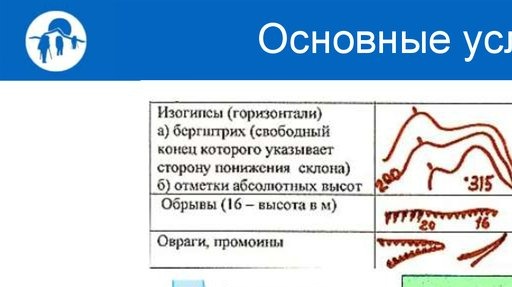 Основные усл
Изогипсы (горизонтали)
а) бергштрих (свободный
конец которого указывает
сторону понижения склона)
б) отметки абсолютных высот
200
315
Обрывы (16 – высота в м)
20 16
Овраги, промоины